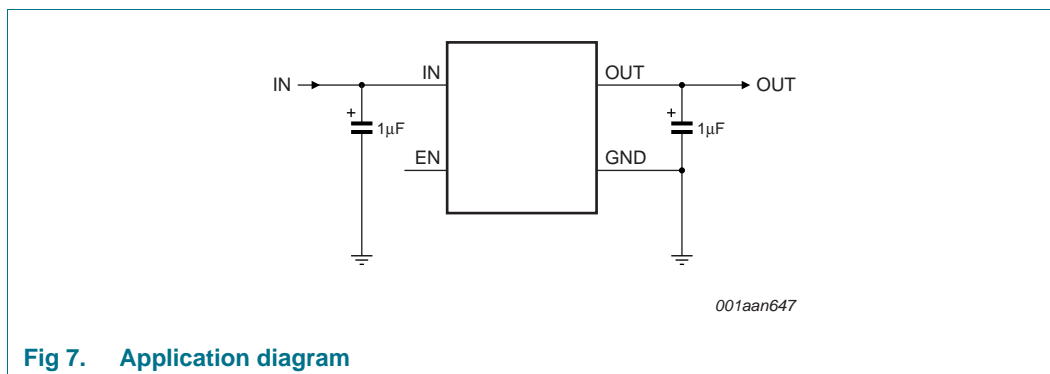 IN
IN
OUT
OUT
+
1μF
+
1μF
EN
GND
001aan647
Fig 7. Application diagram